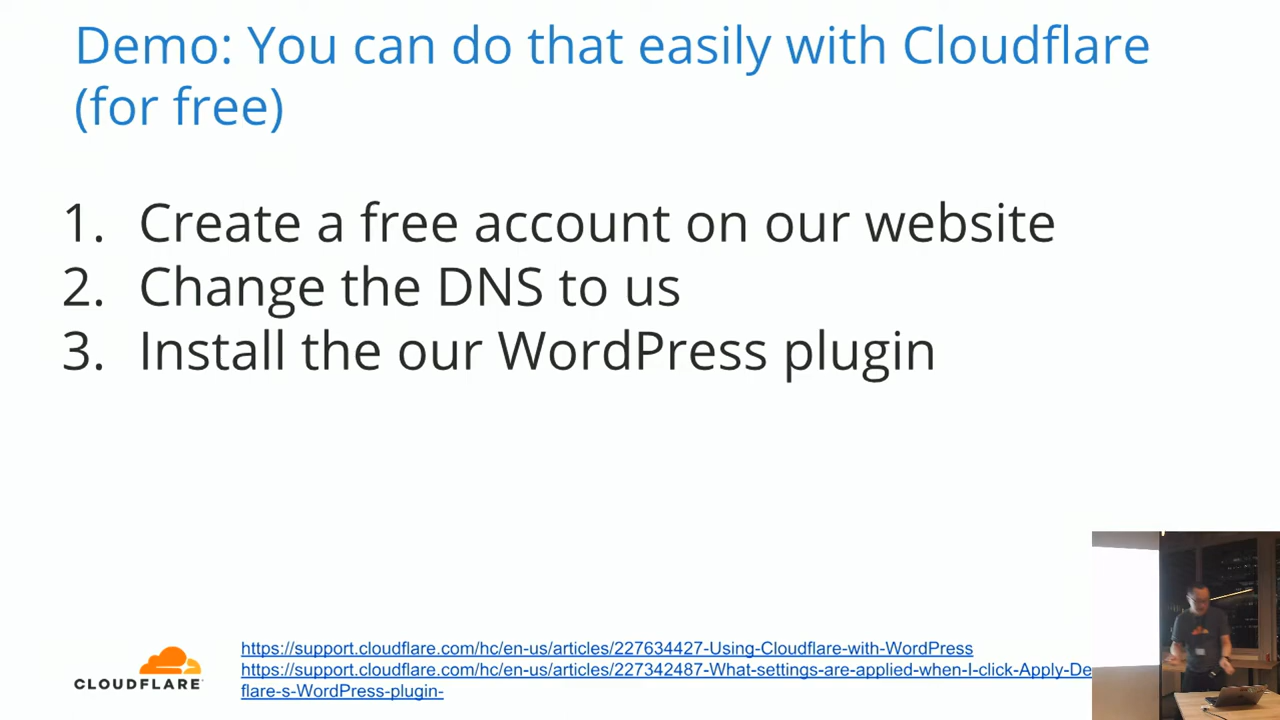 Demo: You can do that easily with Cloudflare
(for free)
1. Create a free account on our website
2. Change the DNS to us
3. Install the our WordPress plugin
CLOUDFLARE
https://support.cloudflare.com/hc/en-us/articles/227634427-Using-Cloudflare-with-WordPress
https://support.cloudflare.com/hc/en-us/articles/227342487-What-settings-are-applied-when-I-click-Apply-De
flare-s-WordPress-plugin-